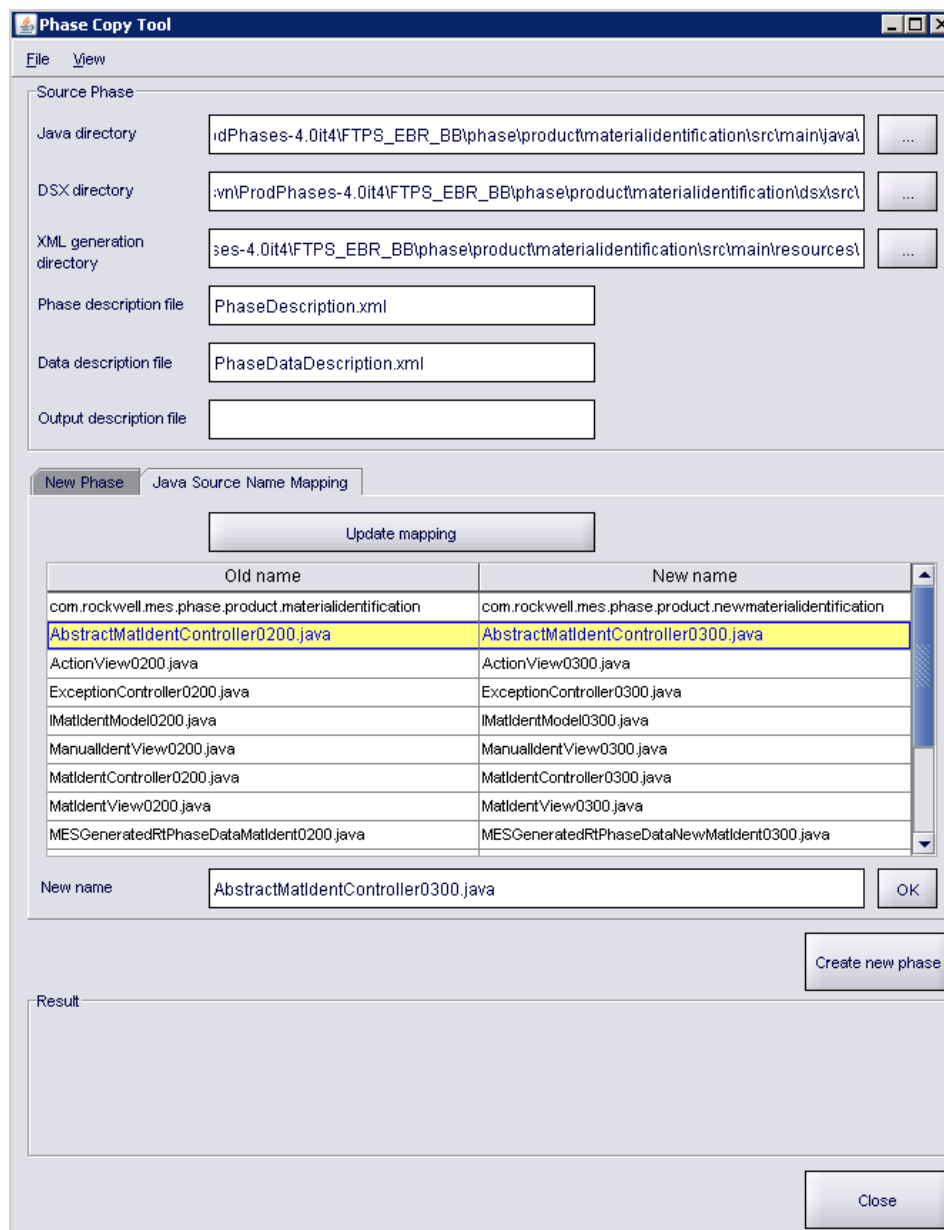 Phase Copy Tool
File View
Source Phase
Java directory
dPhases-4.0it4\FTPS_EBR_BB\phase\product\materialidentification\src\main\java\
...
DSX directory
vn\ProdPhases-4.0it4\FTPS_EBR_BB\phase\product\materialidentification\dsx\src\
...
XML generation
directory
ses-4.0it4\FTPS_EBR_BB\phase\product\materialidentification\src\main\resources\
...
Phase description file
PhaseDescription.xml
Data description file
PhaseDataDescription.xml
Output description file
New Phase Java Source Name Mapping
Update mapping
Old name New name
com.rockwell.mes.phase.product.materialidentification com.rockwell.mes.phase.product.newmaterialidentification
AbstractMatIdentController0200.java AbstractMatIdentController0300.java
ActionView0200.java ActionView0300.java
ExceptionController0200.java ExceptionController0300.java
IMatIdentModel0200.java IMatIdentModel0300.java
ManualIdentView0200.java ManualIdentView0300.java
MatIdentController0200.java MatIdentController0300.java
MatIdentView0200.java MatIdentView0300.java
MESGeneratedRtPhaseDataMatIdent0200.java MESGeneratedRtPhaseDataNewMatIdent0300.java
New name AbstractMatIdentController0300.java OK
Create new phase
Result
Close